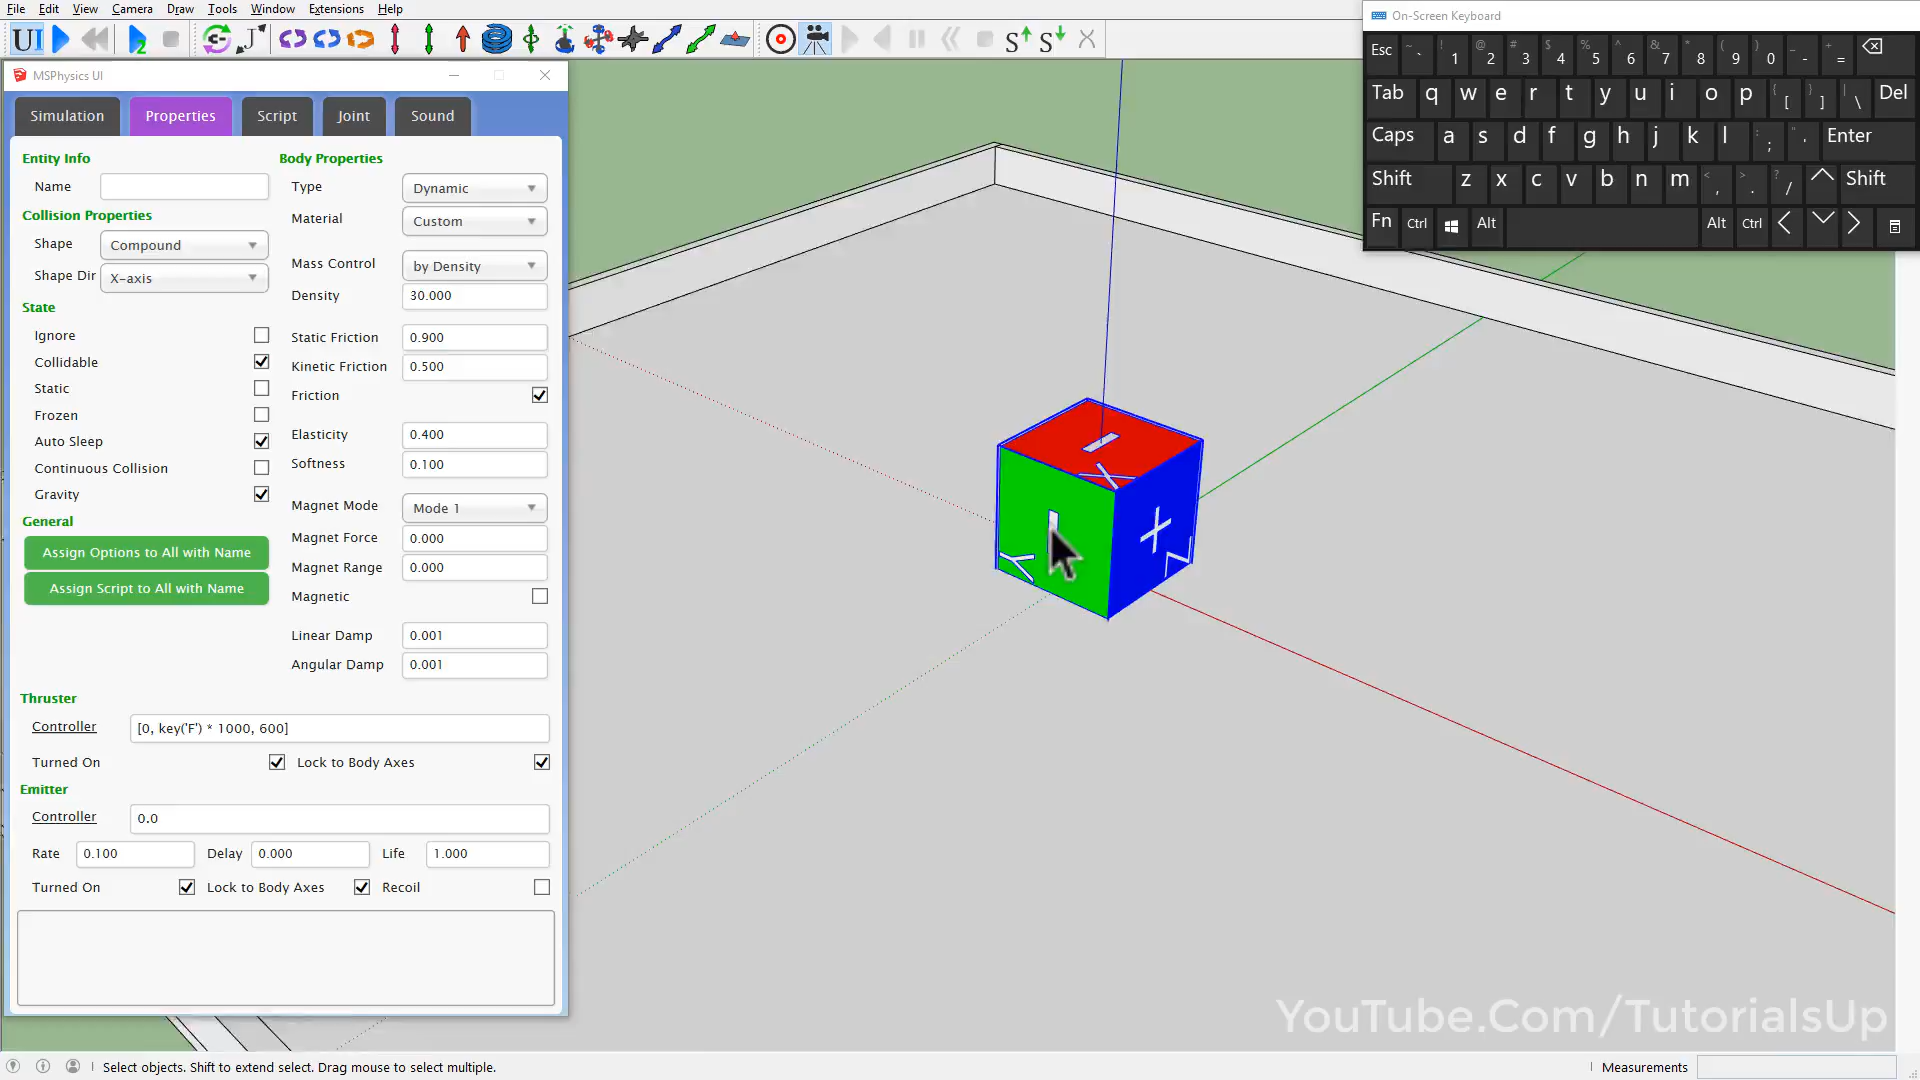 File Edit View Camera Draw Tools Window Extensions Help
UI
2
S S
MSPhysics UI
Simulation Properties Script Joint Sound
Entity Info
Name
Collision Properties
Shape Compound
Shape Dir X-axis
State
Ignore
Collidable
Static
Frozen
Auto Sleep
Continuous Collision
Gravity
General
Assign Options to All with Name
Assign Script to All with Name
Body Properties
Type Dynamic
Material Custom
Mass Control by Density
Density 30.000
Static Friction 0.900
Kinetic Friction 0.500
Friction
Elasticity 0.400
Softness 0.100
Magnet Mode Mode 1
Magnet Force 0.000
Magnet Range 0.000
Magnetic
Linear Damp 0.001
Angular Damp 0.001
Thruster
Controller [0, key('F') * 1000, 600]
Turned On Lock to Body Axes
Emitter
Controller 0.0
Rate 0.100 Delay 0.000 Life 1.000
Turned On Lock to Body Axes Recoil
X
Y
+
Z
On-Screen Keyboard
Esc ~ ` ! 1 @ 2 # 3 $ 4 % 5 ^ 6 & 7 * 8 ( 9 ) 0 _ - + =
Tab q w e r t y u i o p { [ } ] | \ Del
Caps a s d f g h j k l : ; " ' Enter
Shift z x c v b n m < , > . ? / Shift
Fn Ctrl Alt Alt Ctrl
YouTube.Com/TutorialsUp
Select objects. Shift to extend select. Drag mouse to select multiple.
Measurements